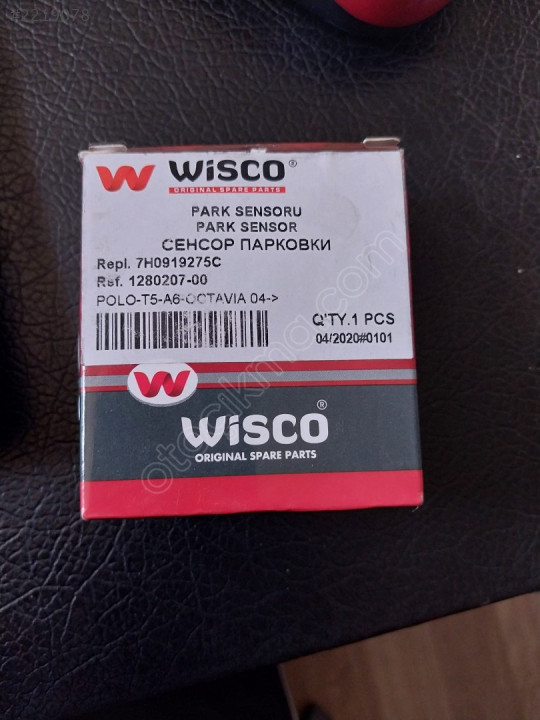 WiSCO®
ORIGINAL SPARE PARTS
PARK SENSORU
PARK SENSOR
СЕНСОР ПАРКОВКИ
Repl. 7H0919275C
Ref. 1280207-00
POLO-T5-A6-OCTAVIA 04->
Q'TY.1 PCS
04/2020#0101
WiSCO®
ORIGINAL SPARE PARTS